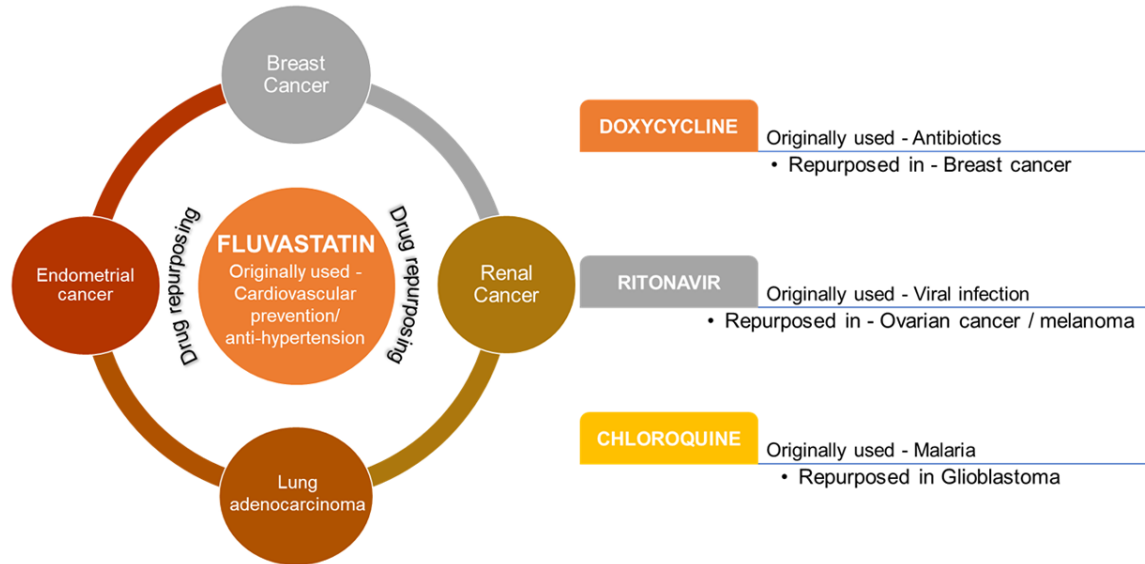 Breast
Cancer
Drug repurposing
FLUVASTATIN
Originally used -
Cardiovascular
prevention/
anti-hypertension
Drug repurposing
Endometrial
cancer
Renal
Cancer
Lung
adenocarcinoma
DOXYCYCLINE
Originally used - Antibiotics
• Repurposed in - Breast cancer
RITONAVIR
Originally used - Viral infection
• Repurposed in - Ovarian cancer / melanoma
CHLOROQUINE
Originally used - Malaria
• Repurposed in Glioblastoma